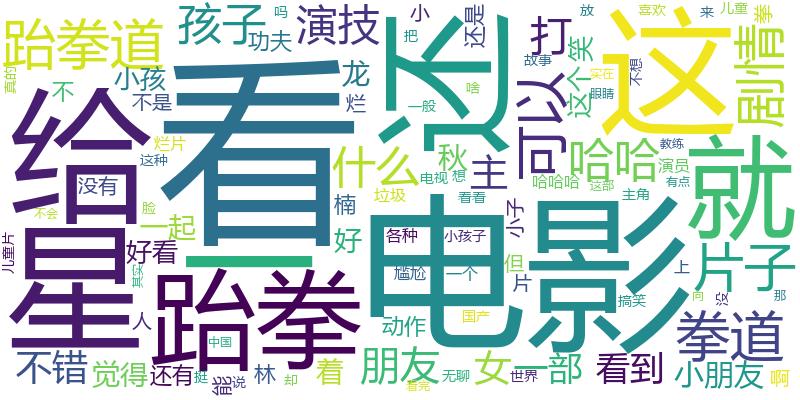 跆拳道 孩子 演技 小 吗 放 喜欢 来 儿童 拳
功夫 把 还是 打 故事 这个 笑 实在 不想 剧情
真的 不 小孩 不是 龙 烂 还 啥 可以 眼睛 这
给 看 一般 哈哈 教练 演员 就
烂片 这种 没有 什么 秋 主 哈哈哈 这部 有点
电视 想 垃圾 看看 主角
不会 脸 一起 楠 各种 小孩子 小子 电影
儿童片 好看 其实 好 尴尬 一个 但 片 上 片子
星 人 一 跆拳 国产 搞笑 向 没 那
中国 动作 拳道
不错 觉得 还有 挺 能 说 林 却 着 朋友 无聊 女 一部 世界 看到 小朋友 啊
看完